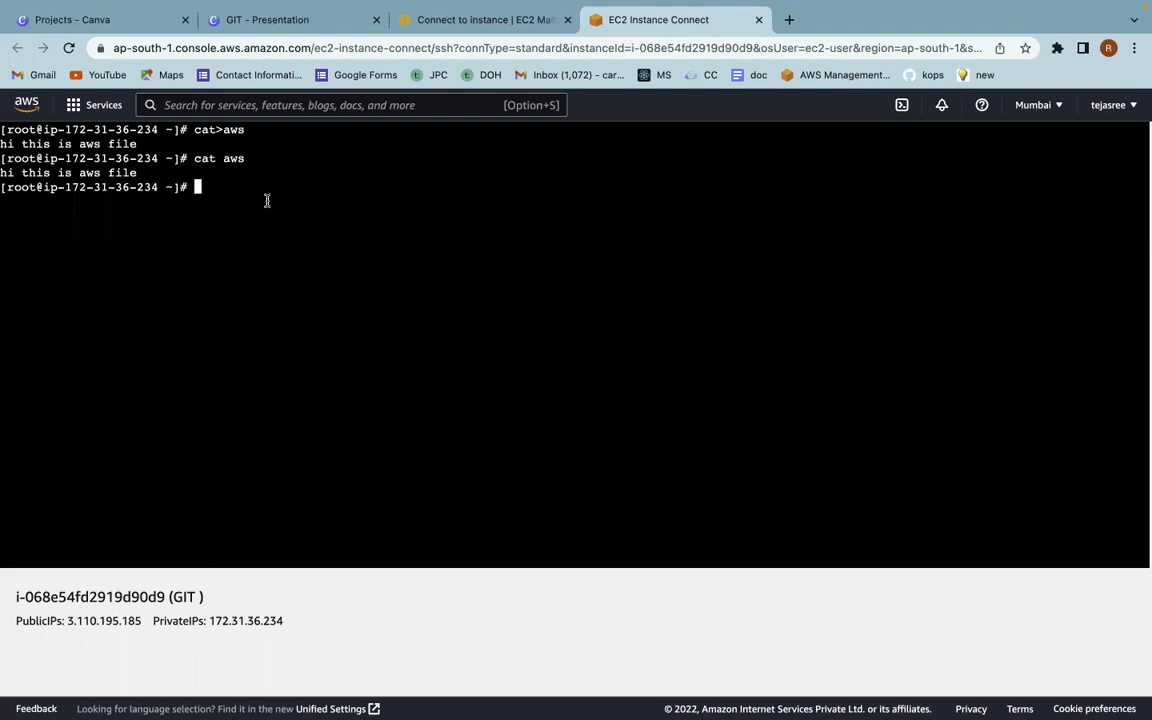 Projects - Canva
GIT - Presentation
Connect to instance | EC2 Man
EC2 Instance Connect
ap-south-1.console.aws.amazon.com/ec2-instance-connect/ssh?connType=standard&instanceId=i-068e54fd2919d90d9&osUser=ec2-user&region=ap-south-1&s...
Gmail
YouTube
Maps
Contact Informati...
Google Forms
JPC
DOH
Inbox (1,072) - car...
MS
CC
doc
AWS Management...
kops
new
aws
Services
Search for services, features, blogs, docs, and more
[Option+S]
Mumbai
tejasree
[root@ip-172-31-36-234 ~]# cat>aws
hi this is aws file
[root@ip-172-31-36-234 ~]# cat aws
hi this is aws file
[root@ip-172-31-36-234 ~]#
i-068e54fd2919d90d9 (GIT )
PublicIPs: 3.110.195.185 PrivateIPs: 172.31.36.234
Feedback
Looking for language selection? Find it in the new Unified Settings
© 2022, Amazon Internet Services Private Ltd. or its affiliates.
Privacy
Terms
Cookie preferences